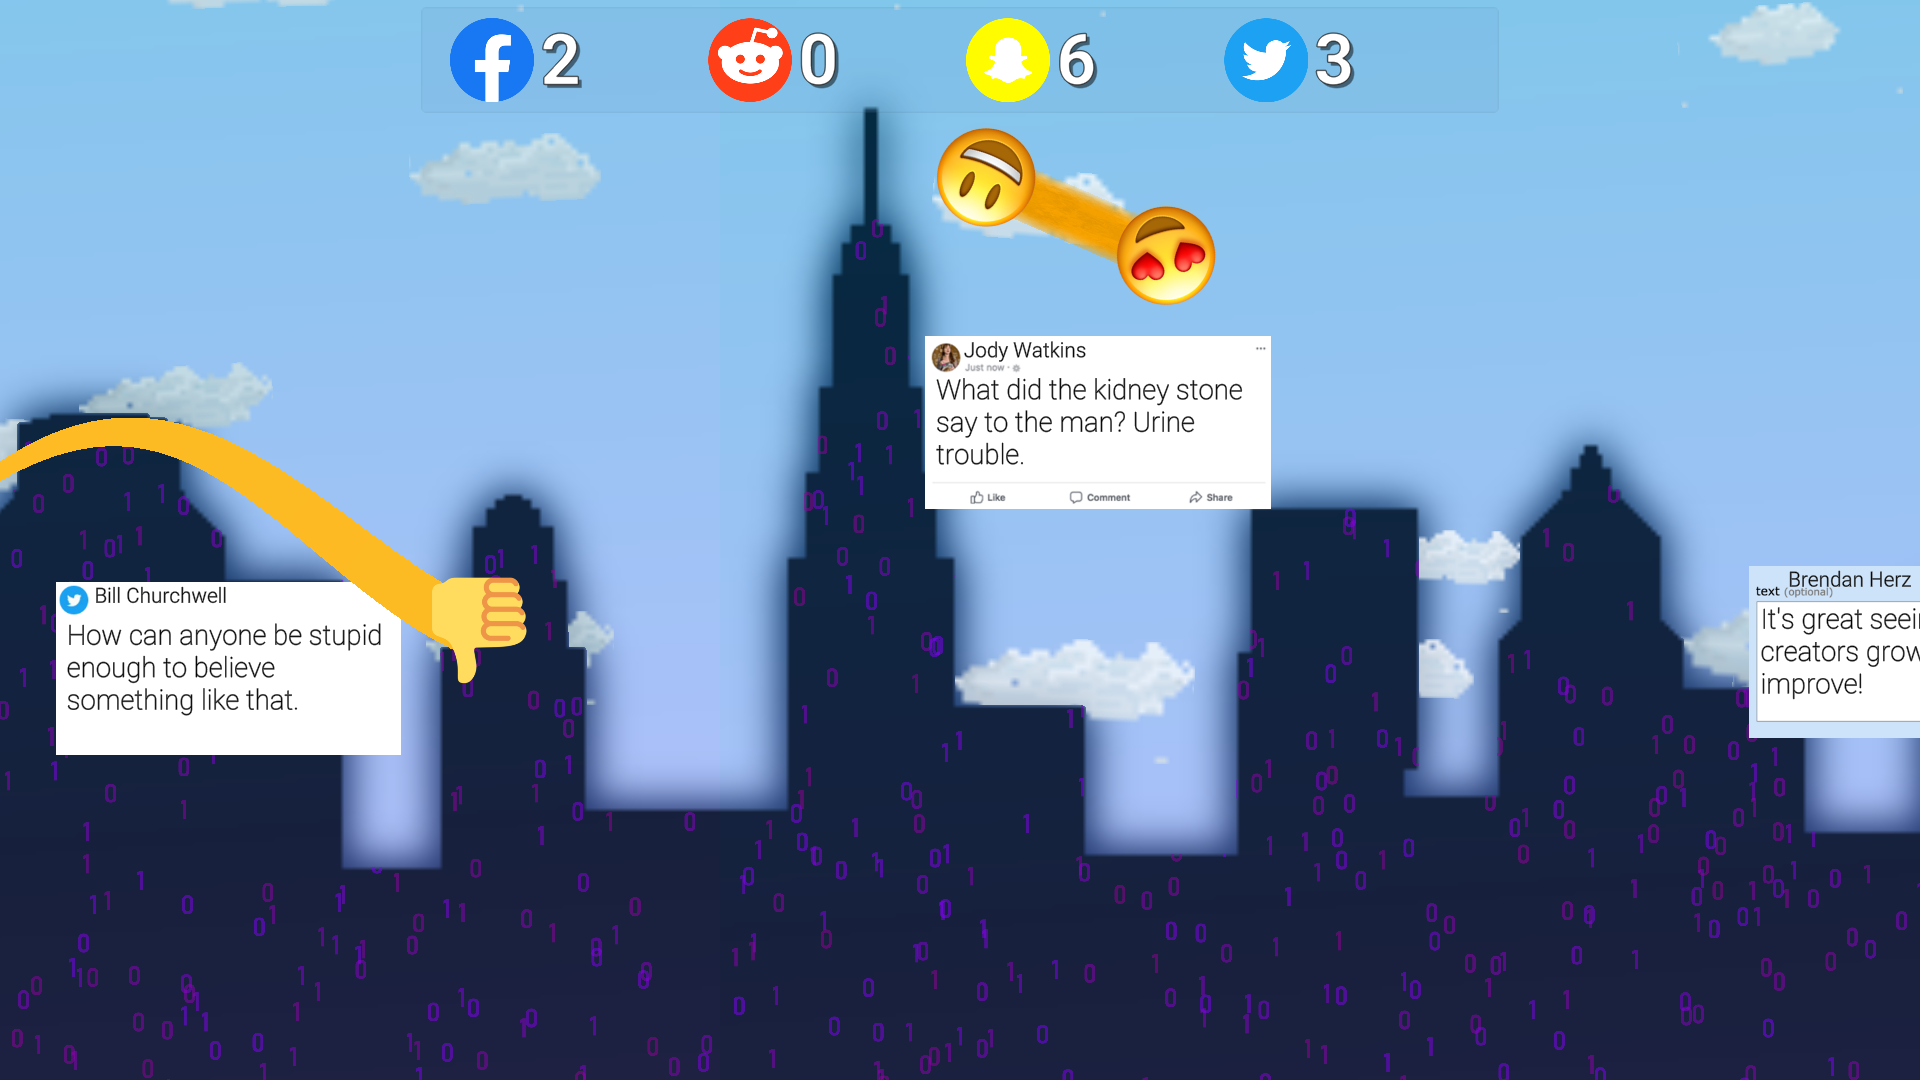 2 0 6 3
Jody Watkins
Just now
What did the kidney stone
say to the man? Urine
trouble.
Like Comment Share
Bill Churchwell
How can anyone be stupid
enough to believe
something like that.
Brendan Herz
text (optional)
It's great
creators
improve!